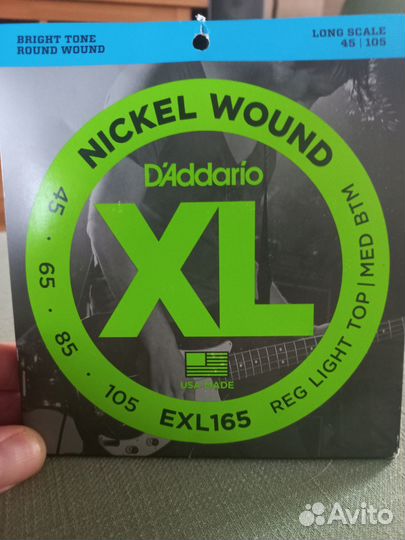 BRIGHT TONE
ROUND WOUND
LONG SCALE
45 | 105
NICKEL WOUND
D'Addario
XL
USA MADE
45 · 65 · 85 · 105
EXL165
REG LIGHT TOP | MED BTM
Avito